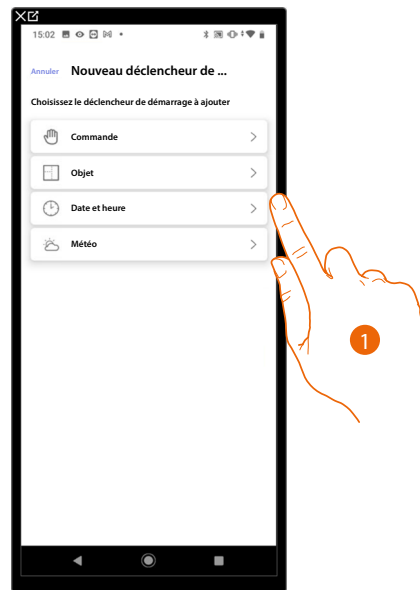 15:02
Annuler Nouveau déclencheur de ...
Choisissez le déclencheur de démarrage à ajouter
Commande
Objet
Date et heure
Météo
1